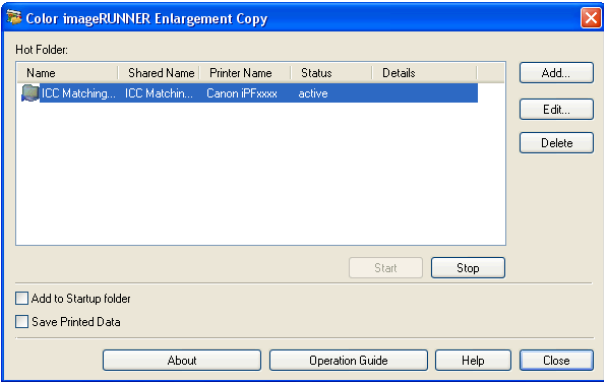 Color imageRUNNER Enlargement Copy
Hot Folder:
Name Shared Name Printer Name Status Details
ICC Matching... ICC Matchin... Canon iPFxxxx active
Add...
Edit...
Delete
Start Stop
Add to Startup folder
Save Printed Data
About Operation Guide Help Close